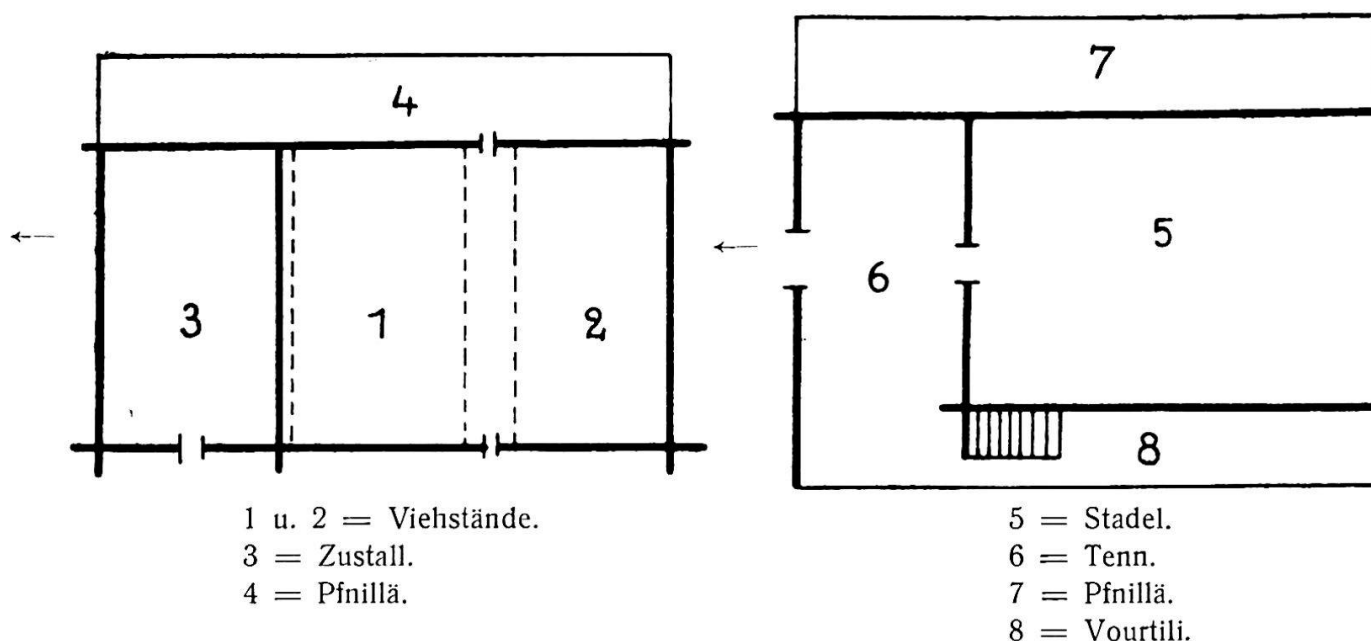 4
3
1
2
7
5
6
8
1 u. 2 = Viehstände.
3 = Zustall.
4 = Pfnillä.
5 = Stadel.
6 = Tenn.
7 = Pfnillä.
8 = Vourtili.